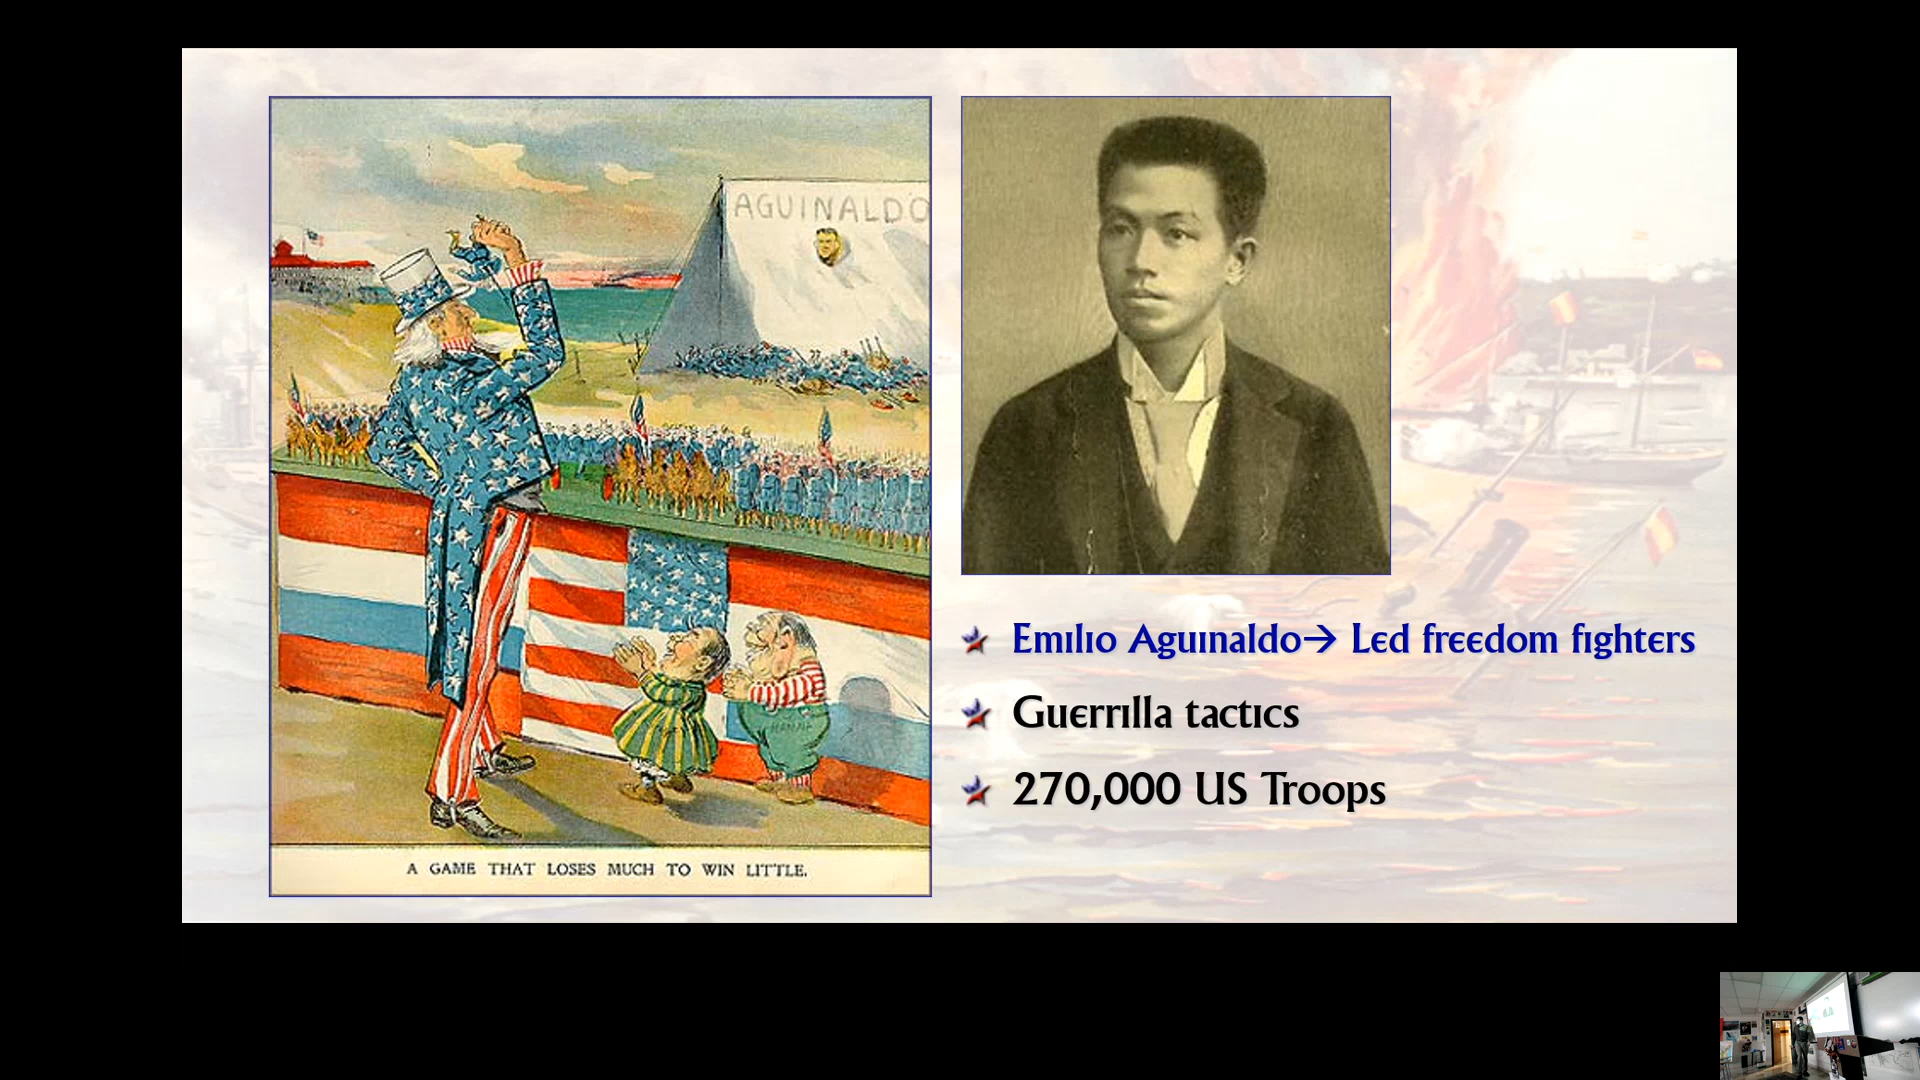 AGUINALDO
A GAME THAT LOSES MUCH TO WIN LITTLE.
Emilio Aguinaldo→ Led freedom fighters
Guerrilla tactics
270,000 US Troops